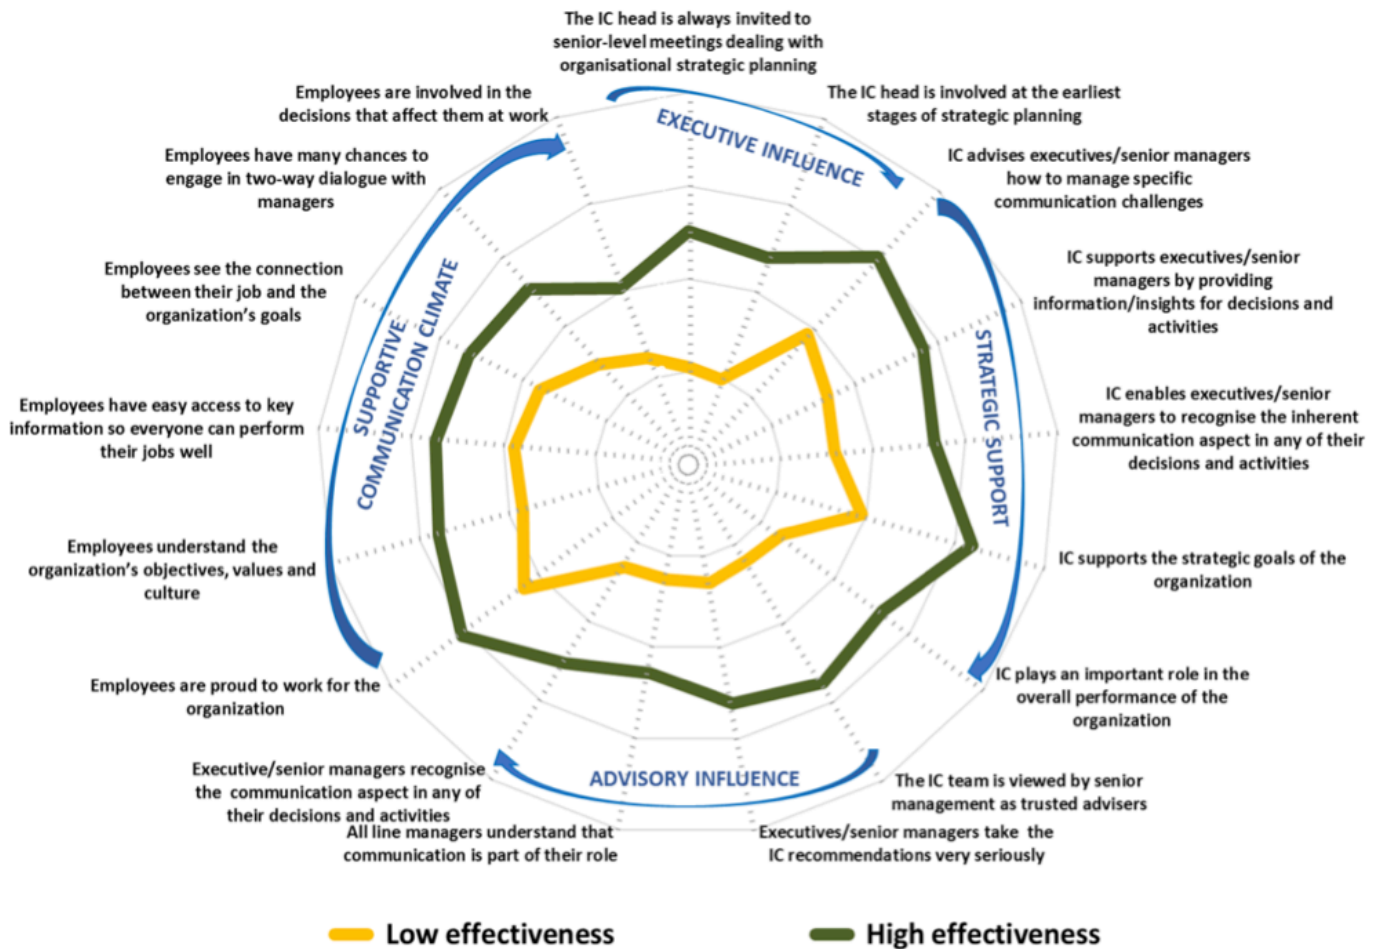 The IC head is always invited to
senior-level meetings dealing with
organisational strategic planning
The IC head is involved at the earliest
stages of strategic planning
IC advises executives/senior managers
how to manage specific
communication challenges
IC supports executives/senior
managers by providing
information/insights for decisions and
activities
IC enables executives/senior
managers to recognise the inherent
communication aspect in any of their
decisions and activities
IC supports the strategic goals of the
organization
IC plays an important role in the
overall performance of the
organization
The IC team is viewed by senior
management as trusted advisers
Executives/senior managers take the
IC recommendations very seriously
All line managers understand that
communication is part of their role
Executive/senior managers recognise
the communication aspect in any of
their decisions and activities
Employees are proud to work for the
organization
Employees understand the
organization's objectives, values and
culture
Employees have easy access to key
information so everyone can perform
their jobs well
Employees see the connection
between their job and the
organization's goals
Employees have many chances to
engage in two-way dialogue with
managers
Employees are involved in the
decisions that affect them at work
EXECUTIVE INFLUENCE
STRATEGIC SUPPORT
ADVISORY INFLUENCE
SUPPORTIVE
COMMUNICATION CLIMATE
Low effectiveness
High effectiveness